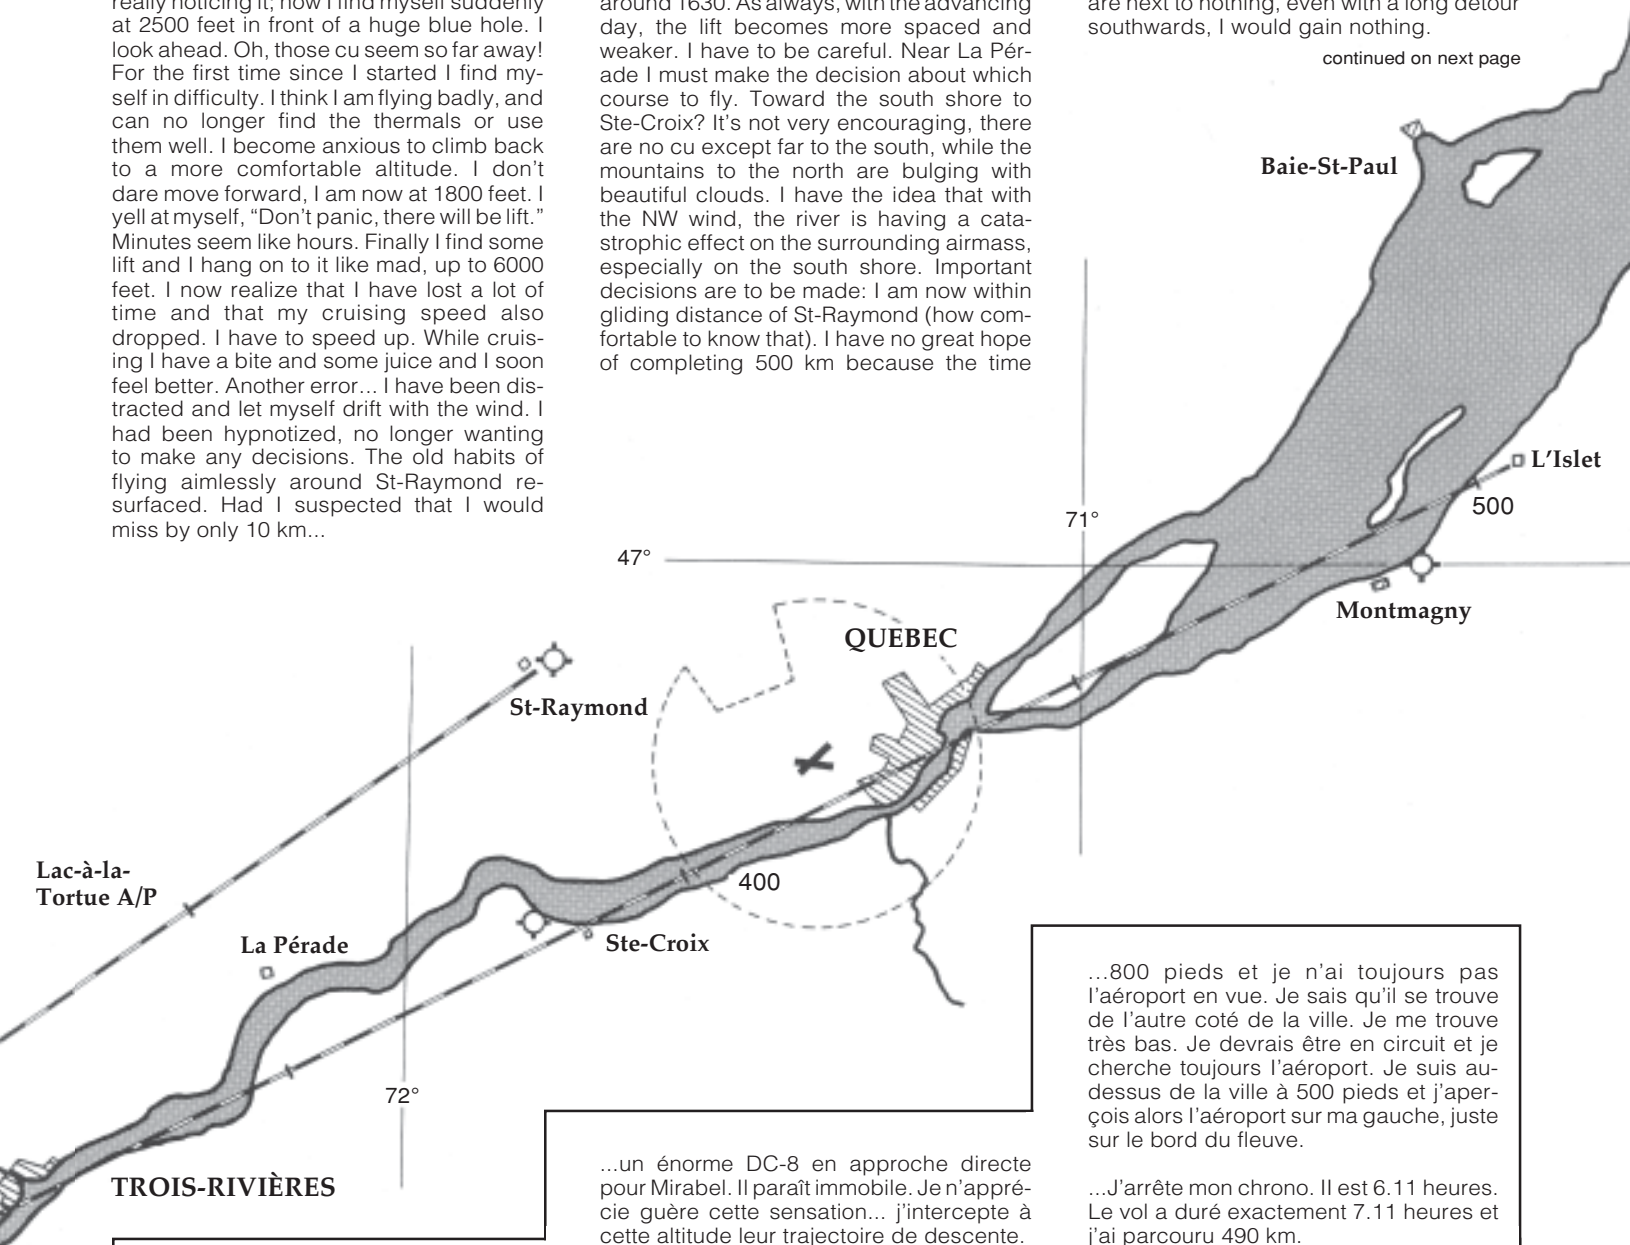 really noticing it; now I find myself suddenly
at 2500 feet in front of a huge blue hole. I
look ahead. Oh, those cu seem so far away!
For the first time since I started I find my-
self in difficulty. I think I am flying badly, and
can no longer find the thermals or use
them well. I become anxious to climb back
to a more comfortable altitude. I don't
dare move forward, I am now at 1800 feet. I
yell at myself, “Don't panic, there will be lift.”
Minutes seem like hours. Finally I find some
lift and I hang on to it like mad, up to 6000
feet. I now realize that I have lost a lot of
time and that my cruising speed also
dropped. I have to speed up. While cruis-
ing I have a bite and some juice and I soon
feel better. Another error... I have been dis-
tracted and let myself drift with the wind. I
had been hypnotized, no longer wanting
to make any decisions. The old habits of
flying aimlessly around St-Raymond re-
surfaced. Had I suspected that I would
miss by only 10 km...
around 1630. As always, with the advancing
day, the lift becomes more spaced and
weaker. I have to be careful. Near La Pér-
ade I must make the decision about which
course to fly. Toward the south shore to
Ste-Croix? It's not very encouraging, there
are no cu except far to the south, while the
mountains to the north are bulging with
beautiful clouds. I have the idea that with
the NW wind, the river is having a cata-
strophic effect on the surrounding airmass,
especially on the south shore. Important
decisions are to be made: I am now within
gliding distance of St-Raymond (how com-
fortable to know that). I have no great hope
of completing 500 km because the time
are next to nothing, even with a long detour
southwards, I would gain nothing.
continued on next page
Baie-St-Paul
L'Islet
500
71°
47°
Montmagny
QUEBEC
St-Raymond
Lac-à-la-
Tortue A/P
400
La Pérade
Ste-Croix
72°
TROIS-RIVIÈRES
...un énorme DC-8 en approche directe
pour Mirabel. Il paraît immobile. Je n'appré-
cie guère cette sensation... j'intercepte à
cette altitude leur trajectoire de descente.
...800 pieds et je n'ai toujours pas
l'aéroport en vue. Je sais qu'il se trouve
de l'autre coté de la ville. Je me trouve
très bas. Je devrais être en circuit et je
cherche toujours l'aéroport. Je suis au-
dessus de la ville à 500 pieds et j'aper-
çois alors l'aéroport sur ma gauche, juste
sur le bord du fleuve.
...J'arrête mon chrono. Il est 6.11 heures.
Le vol a duré exactement 7.11 heures et
j'ai parcouru 490 km.